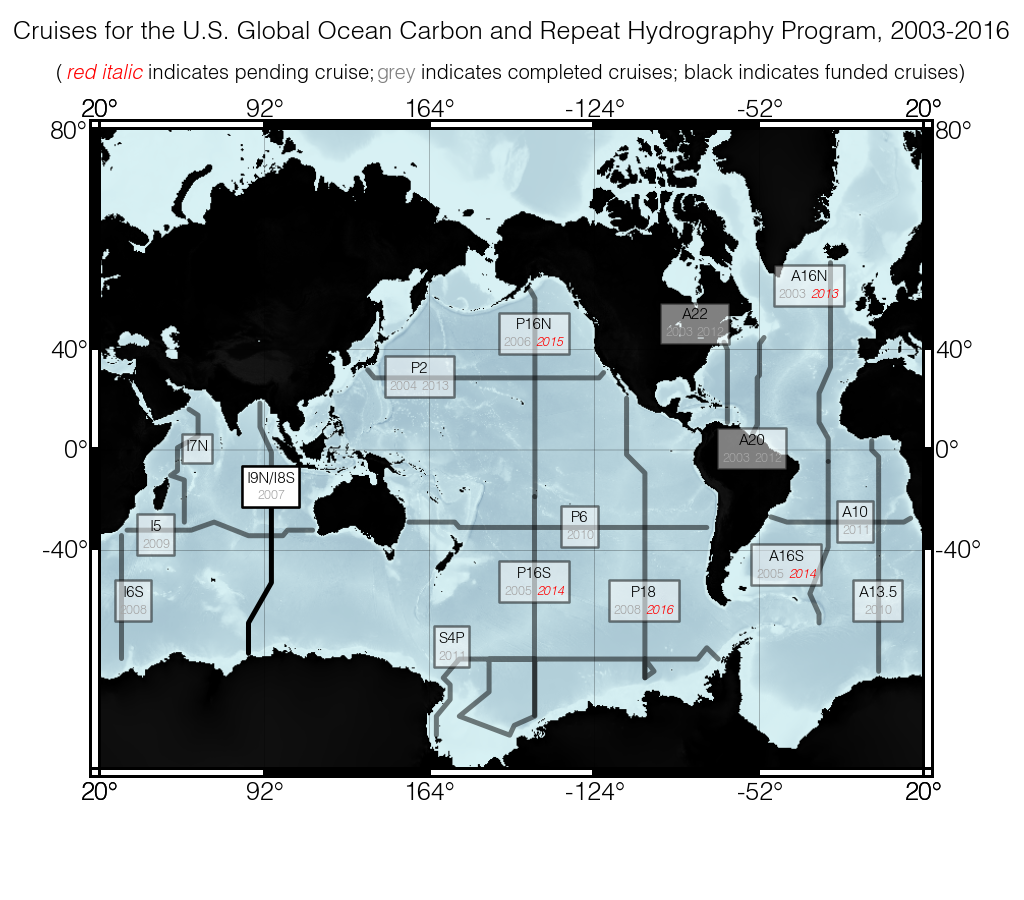 Cruises for the U.S. Global Ocean Carbon and Repeat Hydrography Program, 2003-2016
( red italic indicates pending cruise; grey indicates completed cruises; black indicates funded cruises)
20° 92° 164° -124° -52° 20°
80° 80°
A16N
2003 2013
A22
2003 2012
P16N
2006 2015
40° 40°
P2
2004 2013
A20
2003 2012
0° 0°
I7N
I9N/I8S
2007
A10
2011
P6
2010
I5
2009
-40° -40°
A16S
2005 2014
P16S
2005 2014
I6S
2008
P18
2008 2016
A13.5
2010
S4P
2011
20° 92° 164° -124° -52° 20°